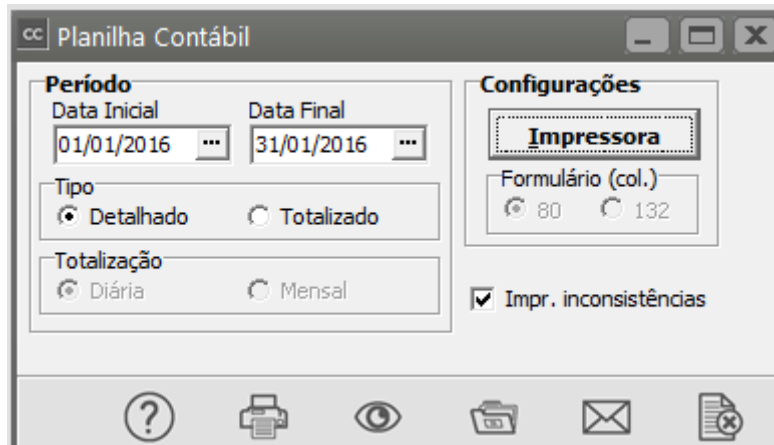 cc Planilha Contábil
Período
Data Inicial Data Final
01/01/2016 ... 31/01/2016 ...
Tipo
Detalhado Totalizado
Totalização
Diária Mensal
Configurações
Impressora
Formulário (col.)
80 132
Impr. inconsistências
?